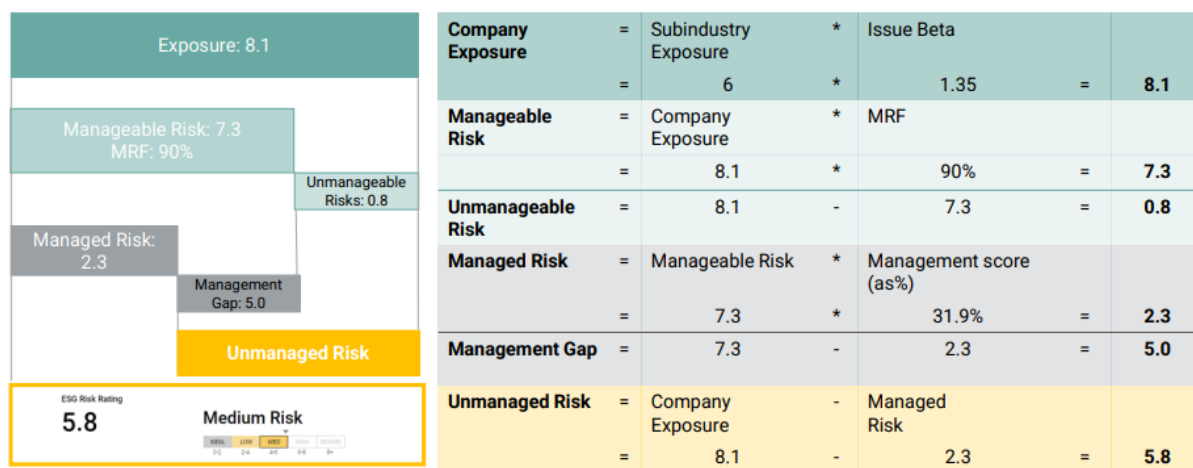 Exposure: 8.1
Manageable Risk: 7.3
MRF: 90%
Unmanageable
Risks: 0.8
Managed Risk:
2.3
Management
Gap: 5.0
Unmanaged Risk
ESG Risk Rating
5.8
Medium Risk
NEGL LOW MED HIGH SEVERE
0-2 2-4 4-6 6-8 8+
Company = Subindustry * Issue Beta
Exposure Exposure
= 6 * 1.35 = 8.1
Manageable = Company * MRF
Risk Exposure
= 8.1 * 90% = 7.3
Unmanageable = 8.1 - 7.3 = 0.8
Risk
Managed Risk = Manageable Risk * Management score
(as%)
= 7.3 * 31.9% = 2.3
Management Gap = 7.3 - 2.3 = 5.0
Unmanaged Risk = Company - Managed
Exposure Risk
= 8.1 - 2.3 = 5.8